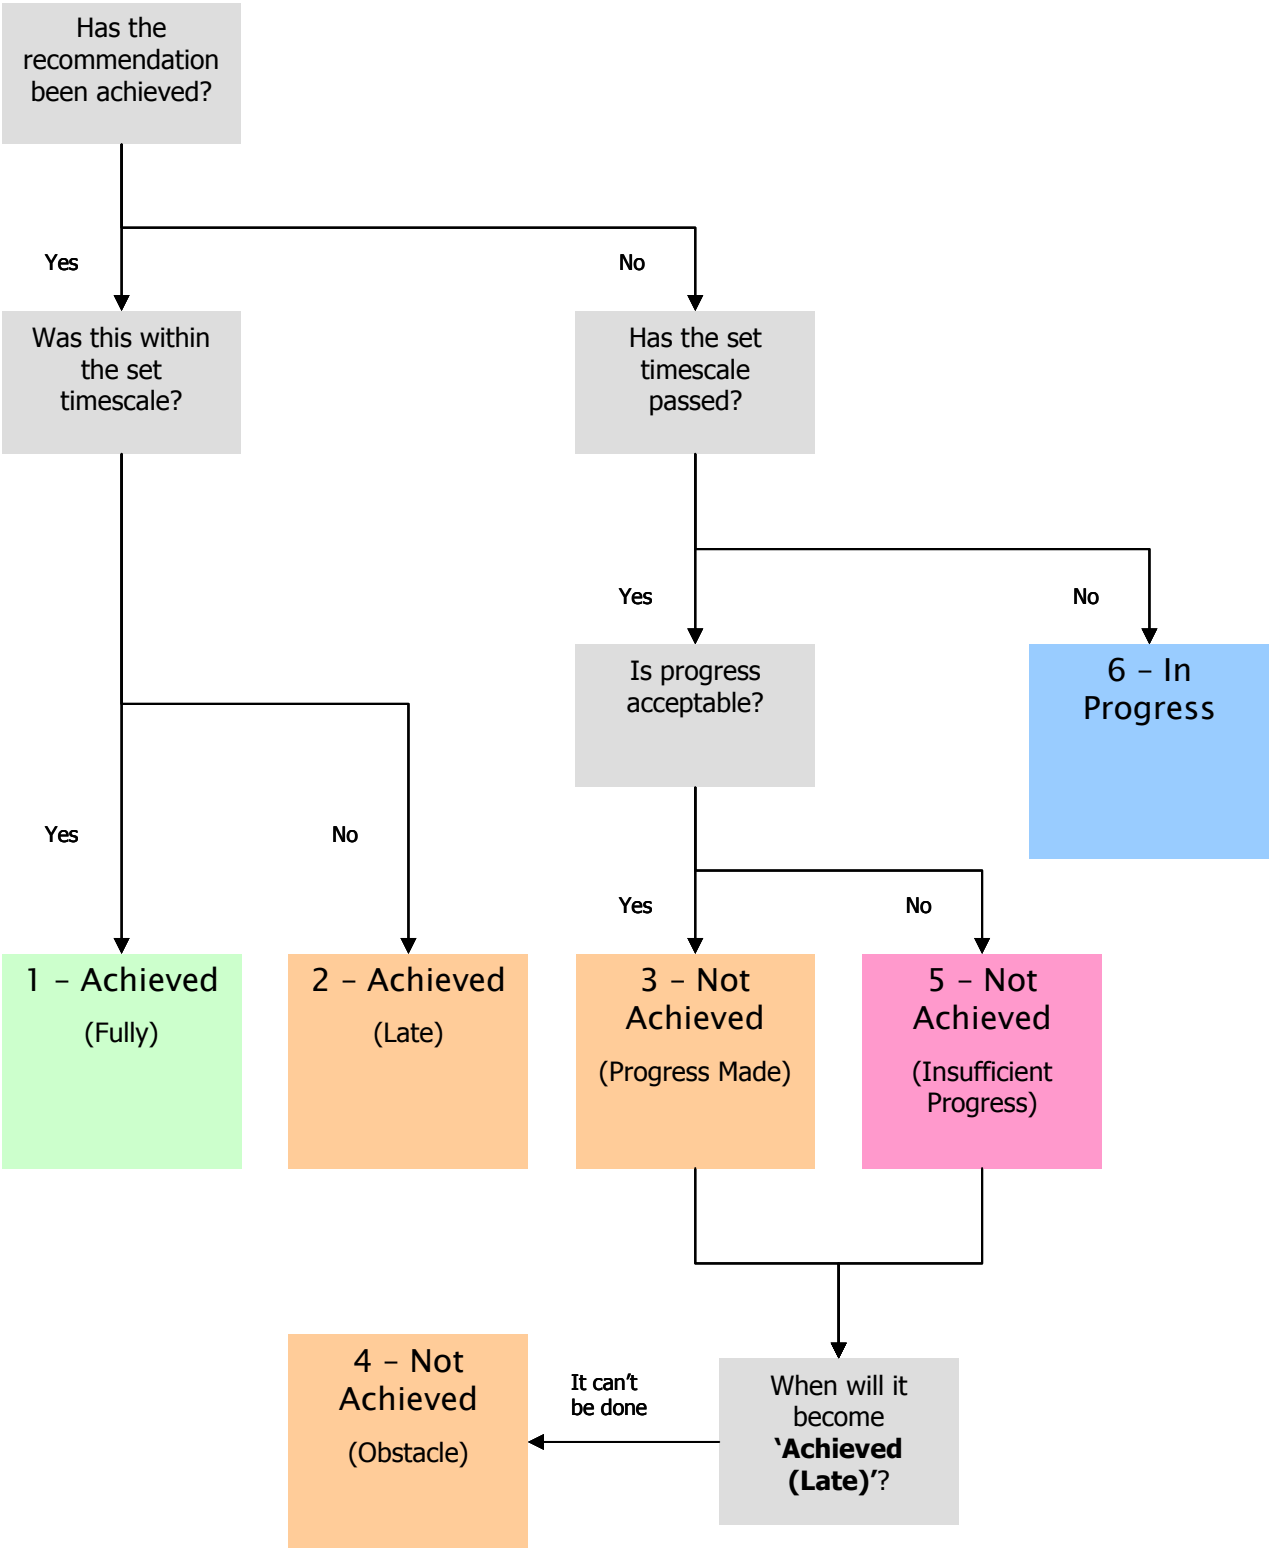 Has the
recommendation
been achieved?
Yes
No
Was this within
the set
timescale?
Has the set
timescale
passed?
Yes
No
Is progress
acceptable?
6 – In
Progress
Yes
No
Yes
No
1 – Achieved
(Fully)
2 – Achieved
(Late)
3 – Not
Achieved
(Progress Made)
5 – Not
Achieved
(Insufficient
Progress)
4 – Not
Achieved
(Obstacle)
It can’t
be done
When will it
become
‘Achieved
(Late)’?